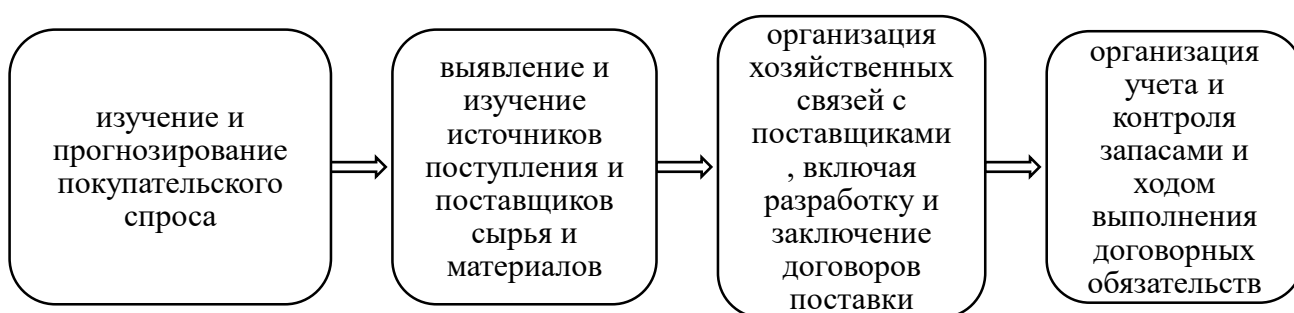 изучение и
прогнозирование
покупательского
спроса
выявление и
изучение
источников
поступления и
поставщиков
сырья и
материалов
организация
хозяйственных
связей с
поставщиками
, включая
разработку и
заключение
договоров
поставки
организация
учета и
контроля
запасами и
ходом
выполнения
договорных
обязательств